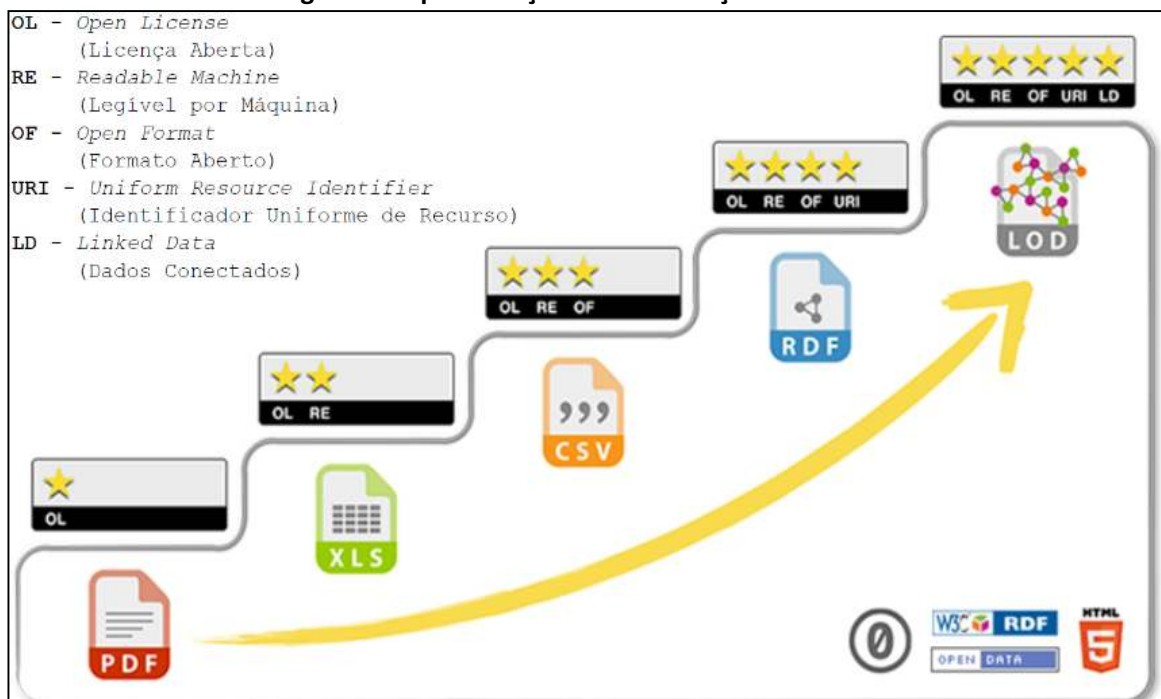 OL - Open License
(Licença Aberta)
RE - Readable Machine
(Legível por Máquina)
OF - Open Format
(Formato Aberto)
URI - Uniform Resource Identifier
(Identificador Uniforme de Recurso)
LD - Linked Data
(Dados Conectados)
OL RE OF URI LD
LOD
OL RE OF URI
RDF
OL RE OF
CSV
OL RE
XLS
OL
PDF
0
W3C RDF
OPEN DATA
HTML
5